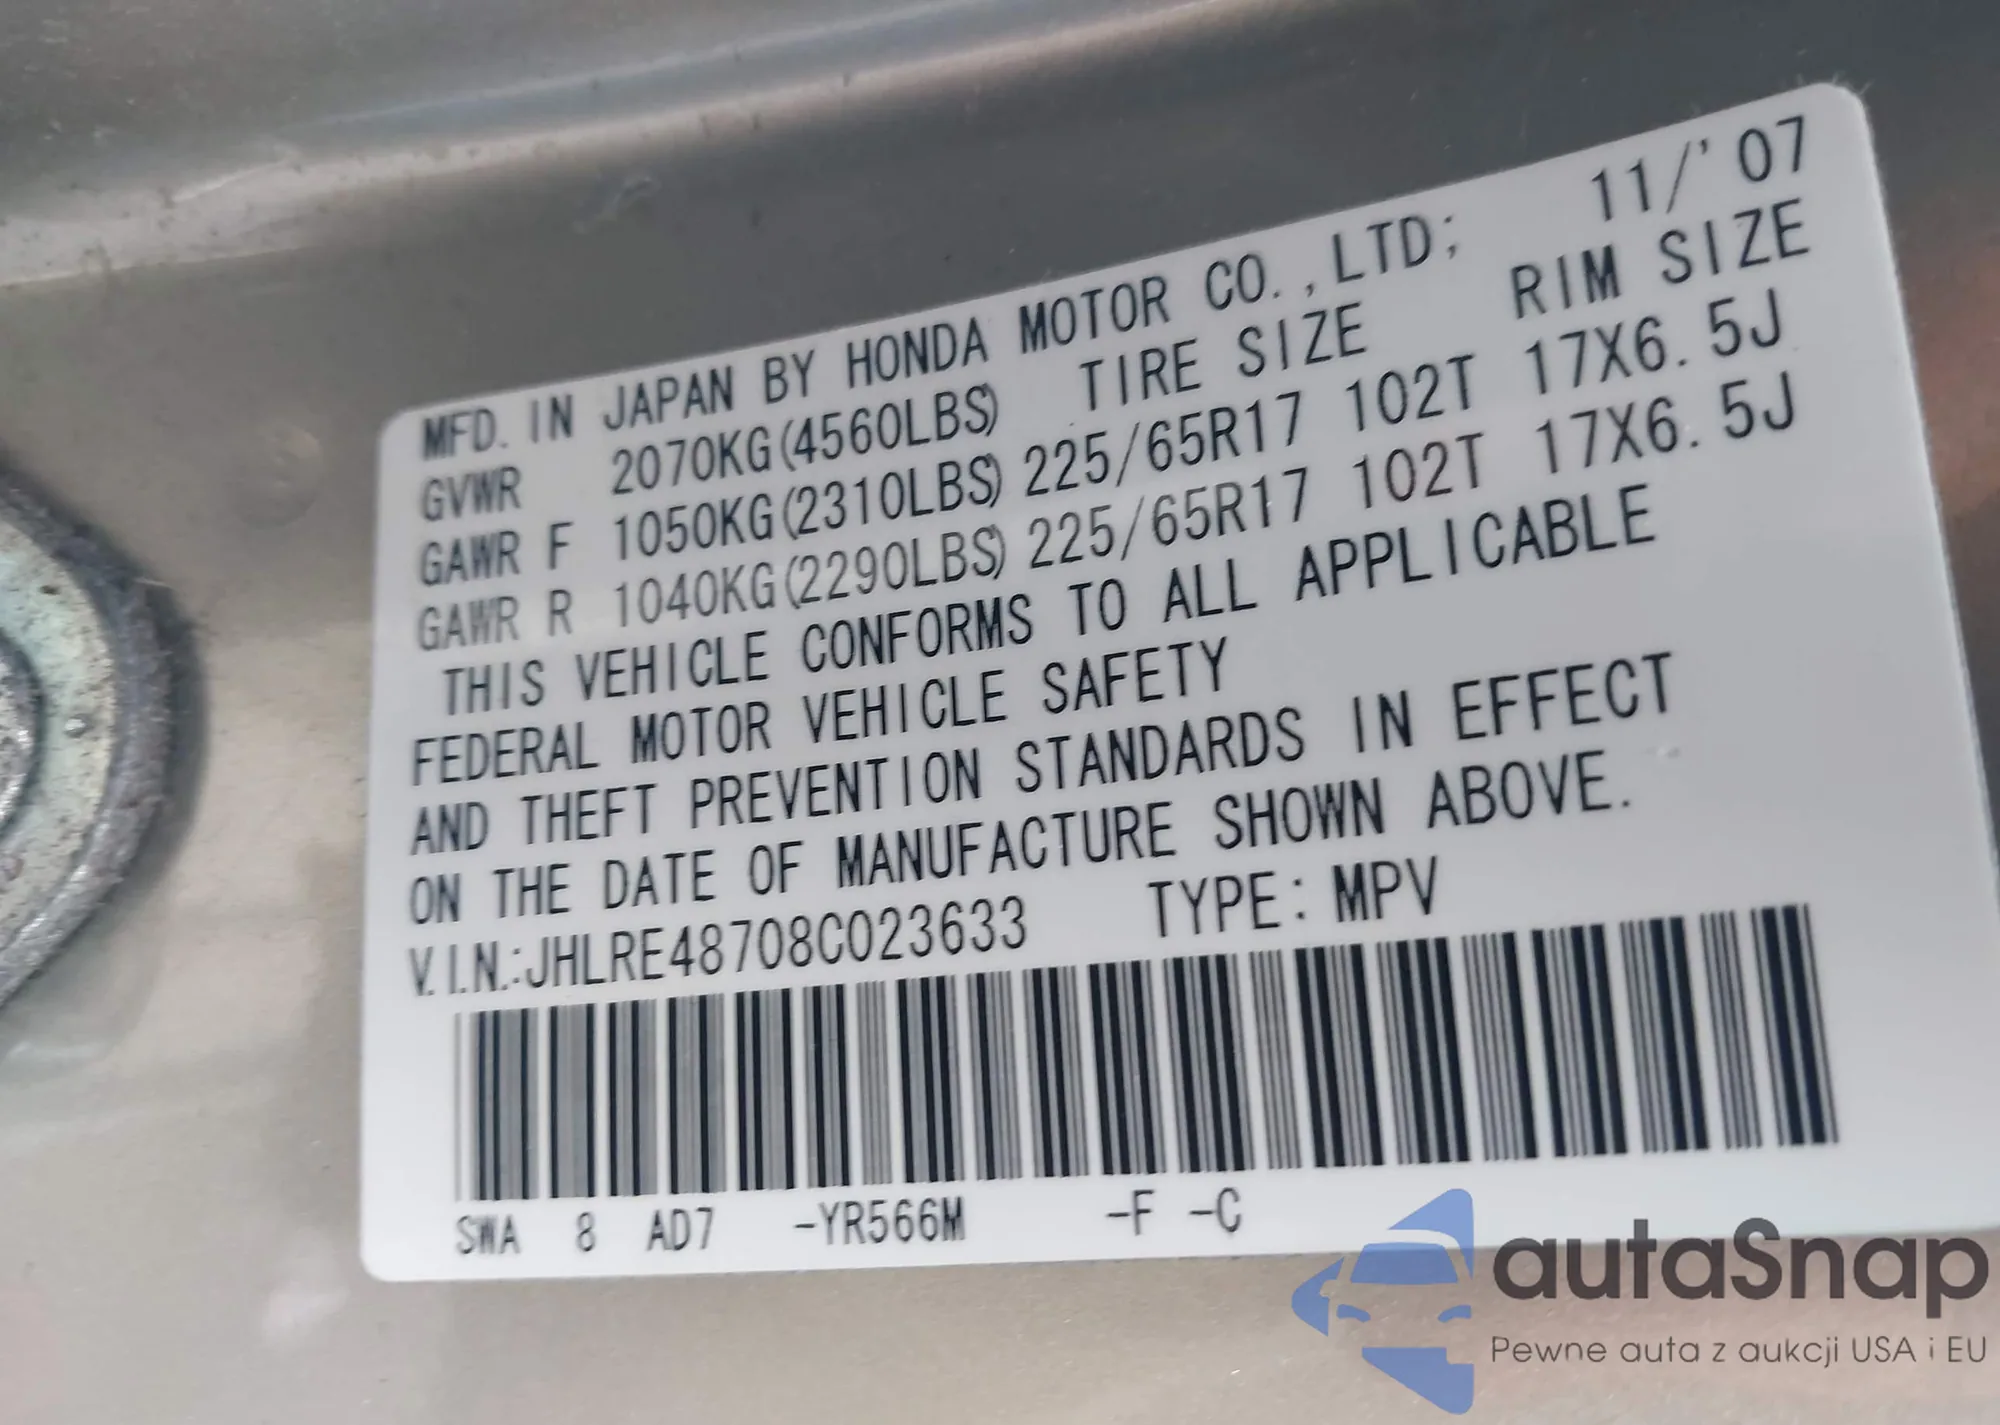 MFD. IN JAPAN BY HONDA MOTOR CO.,LTD; 11/'07
GVWR 2070KG(4560LBS) TIRE SIZE RIM SIZE
GAWR F 1050KG(2310LBS) 225/65R17 102T 17X6.5J
GAWR R 1040KG(2290LBS) 225/65R17 102T 17X6.5J
THIS VEHICLE CONFORMS TO ALL APPLICABLE
FEDERAL MOTOR VEHICLE SAFETY
AND THEFT PREVENTION STANDARDS IN EFFECT
ON THE DATE OF MANUFACTURE SHOWN ABOVE.
V.I.N.:JHLRE48708C023633 TYPE: MPV
SWA 8 AD7 -YR566M -F -C
autaSnap
Pewne auta z aukcji USA i EU